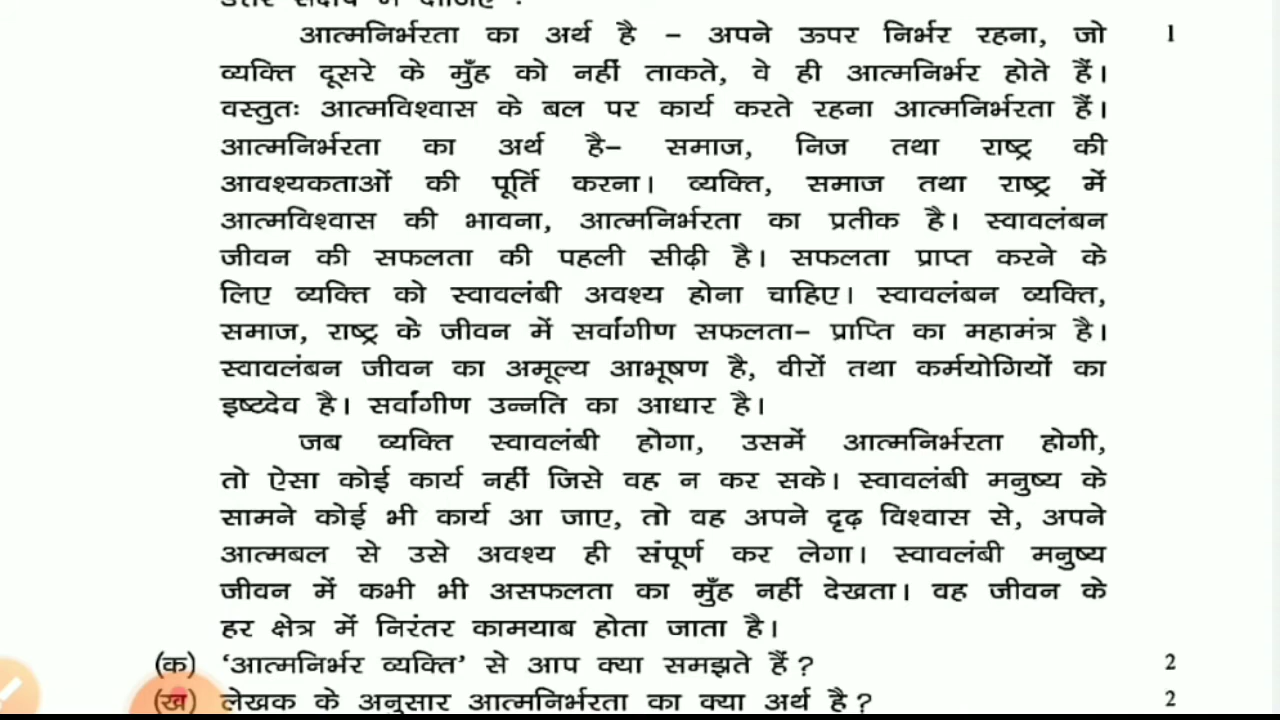 उत्तर संक्षेप में दीजिए :
आत्मनिर्भरता का अर्थ है – अपने ऊपर निर्भर रहना, जो 1
व्यक्ति दूसरे के मुँह को नहीं ताकते, वे ही आत्मनिर्भर होते हैं।
वस्तुतः आत्मविश्वास के बल पर कार्य करते रहना आत्मनिर्भरता हैं।
आत्मनिर्भरता का अर्थ है– समाज, निज तथा राष्ट्र की
आवश्यकताओं की पूर्ति करना। व्यक्ति, समाज तथा राष्ट्र में
आत्मविश्वास की भावना, आत्मनिर्भरता का प्रतीक है। स्वावलंबन
जीवन की सफलता की पहली सीढ़ी है। सफलता प्राप्त करने के
लिए व्यक्ति को स्वावलंबी अवश्य होना चाहिए। स्वावलंबन व्यक्ति,
समाज, राष्ट्र के जीवन में सर्वांगीण सफलता– प्राप्ति का महामंत्र है।
स्वावलंबन जीवन का अमूल्य आभूषण है, वीरों तथा कर्मयोगियों का
इष्टदेव है। सर्वांगीण उन्नति का आधार है।
जब व्यक्ति स्वावलंबी होगा, उसमें आत्मनिर्भरता होगी,
तो ऐसा कोई कार्य नहीं जिसे वह न कर सके। स्वावलंबी मनुष्य के
सामने कोई भी कार्य आ जाए, तो वह अपने दृढ़ विश्वास से, अपने
आत्मबल से उसे अवश्य ही संपूर्ण कर लेगा। स्वावलंबी मनुष्य
जीवन में कभी भी असफलता का मुँह नहीं देखता। वह जीवन के
हर क्षेत्र में निरंतर कामयाब होता जाता है।
(क) ‘आत्मनिर्भर व्यक्ति’ से आप क्या समझते हैं ? 2
(ख) लेखक के अनुसार आत्मनिर्भरता का क्या अर्थ है ? 2